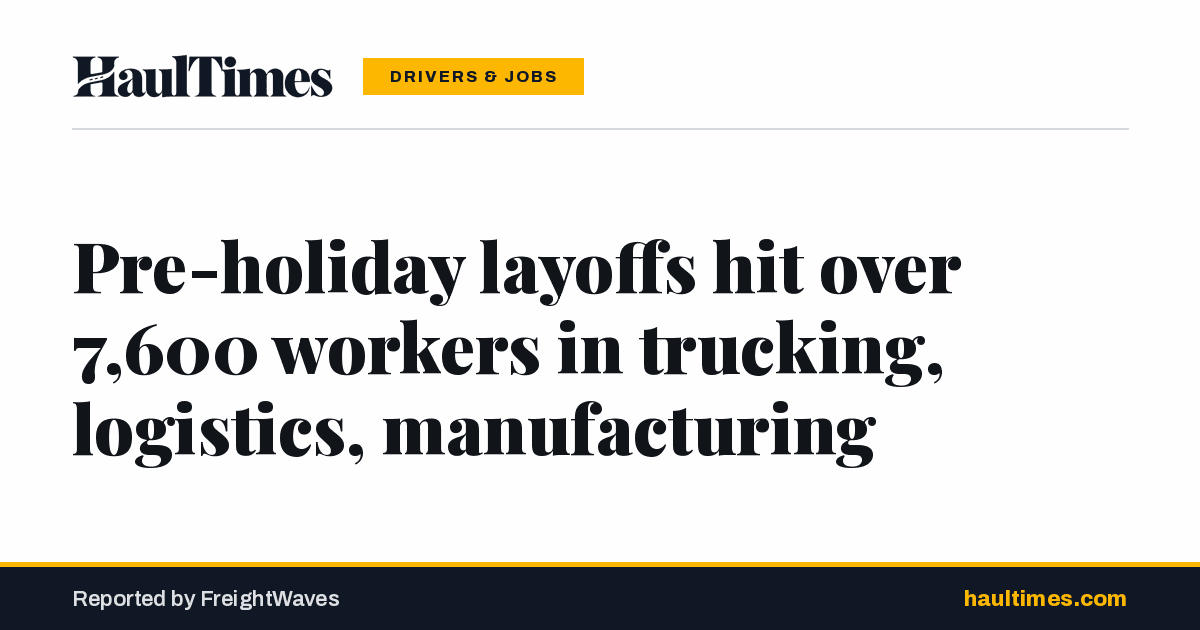 HaulTimes
DRIVERS & JOBS
Pre-holiday layoffs hit over
7,600 workers in trucking,
logistics, manufacturing
Reported by FreightWaves
haultimes.com